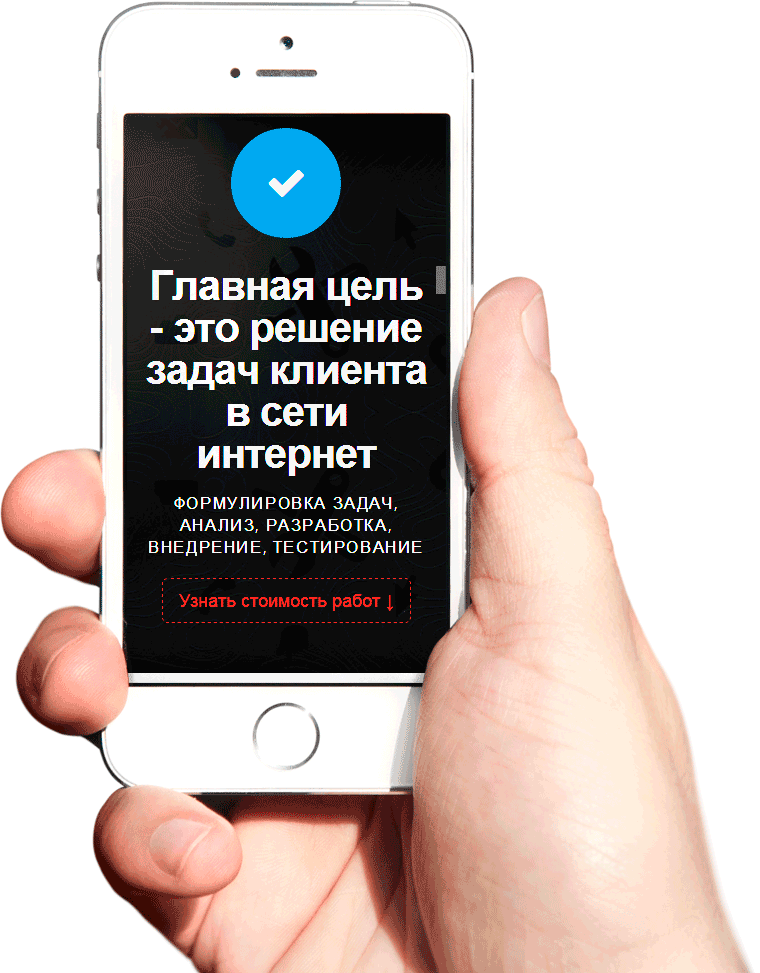 Главная цель
- это решение
задач клиента
в сети
интернет
ФОРМУЛИРОВКА ЗАДАЧ,
АНАЛИЗ, РАЗРАБОТКА,
ВНЕДРЕНИЕ, ТЕСТИРОВАНИЕ
Узнать стоимость работ ↓